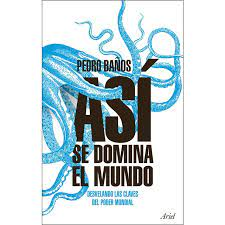 PEDRO BAÑOS
ASÍ
SE DOMINA
EL MUNDO
DESVELANDO LAS CLAVES
DEL PODER MUNDIAL
Ariel